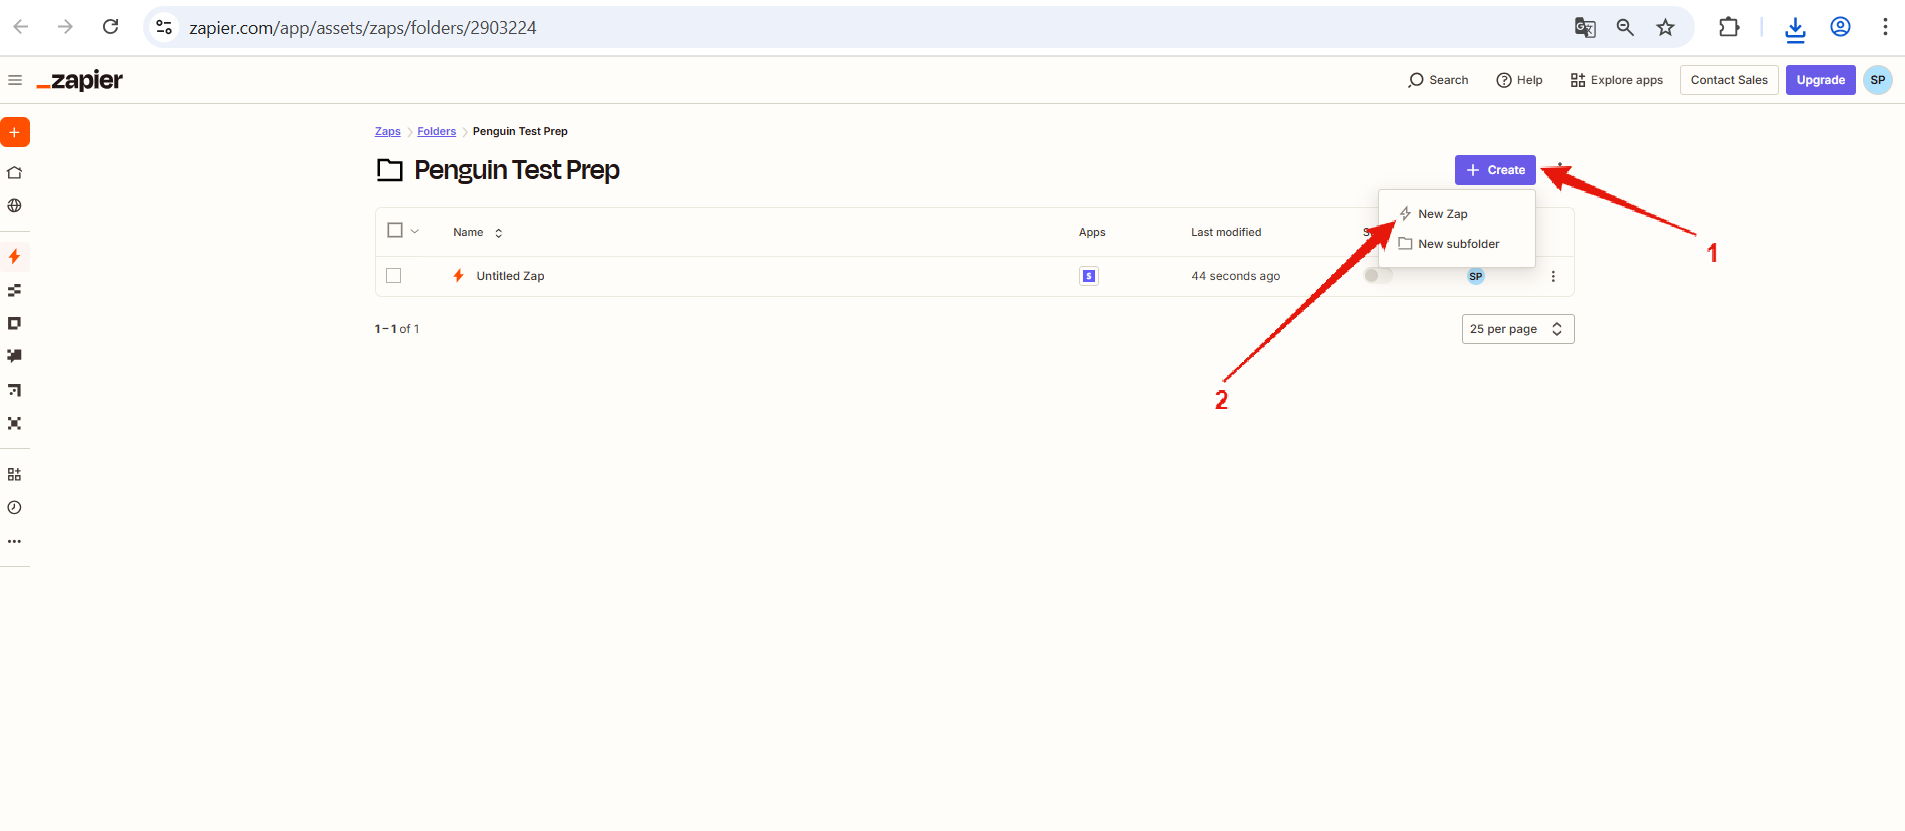 zapier.com/app/assets/zaps/folders/2903224
_zapier
Search
Help
Explore apps
Contact Sales
Upgrade
SP
Zaps
Folders
Penguin Test Prep
Penguin Test Prep
+ Create
New Zap
New subfolder
Name
Apps
Last modified
Untitled Zap
44 seconds ago
SP
1–1 of 1
25 per page
1
2